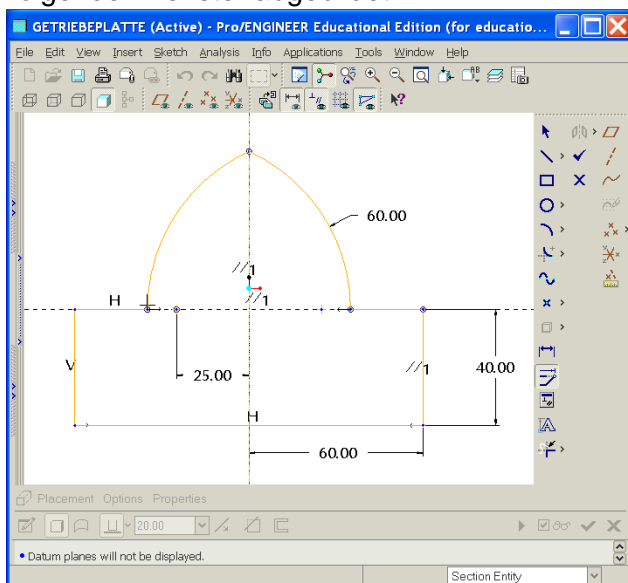 GETRIEBEPLATTE (Active) - Pro/ENGINEER Educational Edition (for educatio...
File Edit View Insert Sketch Analysis Info Applications Tools Window Help
60.00
//1
H
//1
V
25.00
//1
40.00
H
60.00
Placement Options Properties
20.00
Datum planes will not be displayed.
Section Entity